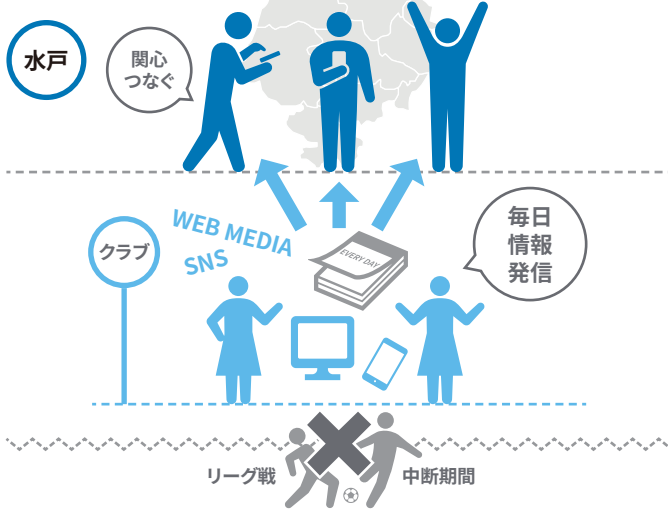 水戸
関心
つなぐ
クラブ
WEB MEDIA
SNS
EVERY DAY
毎日
情報
発信
リーグ戦
中断期間